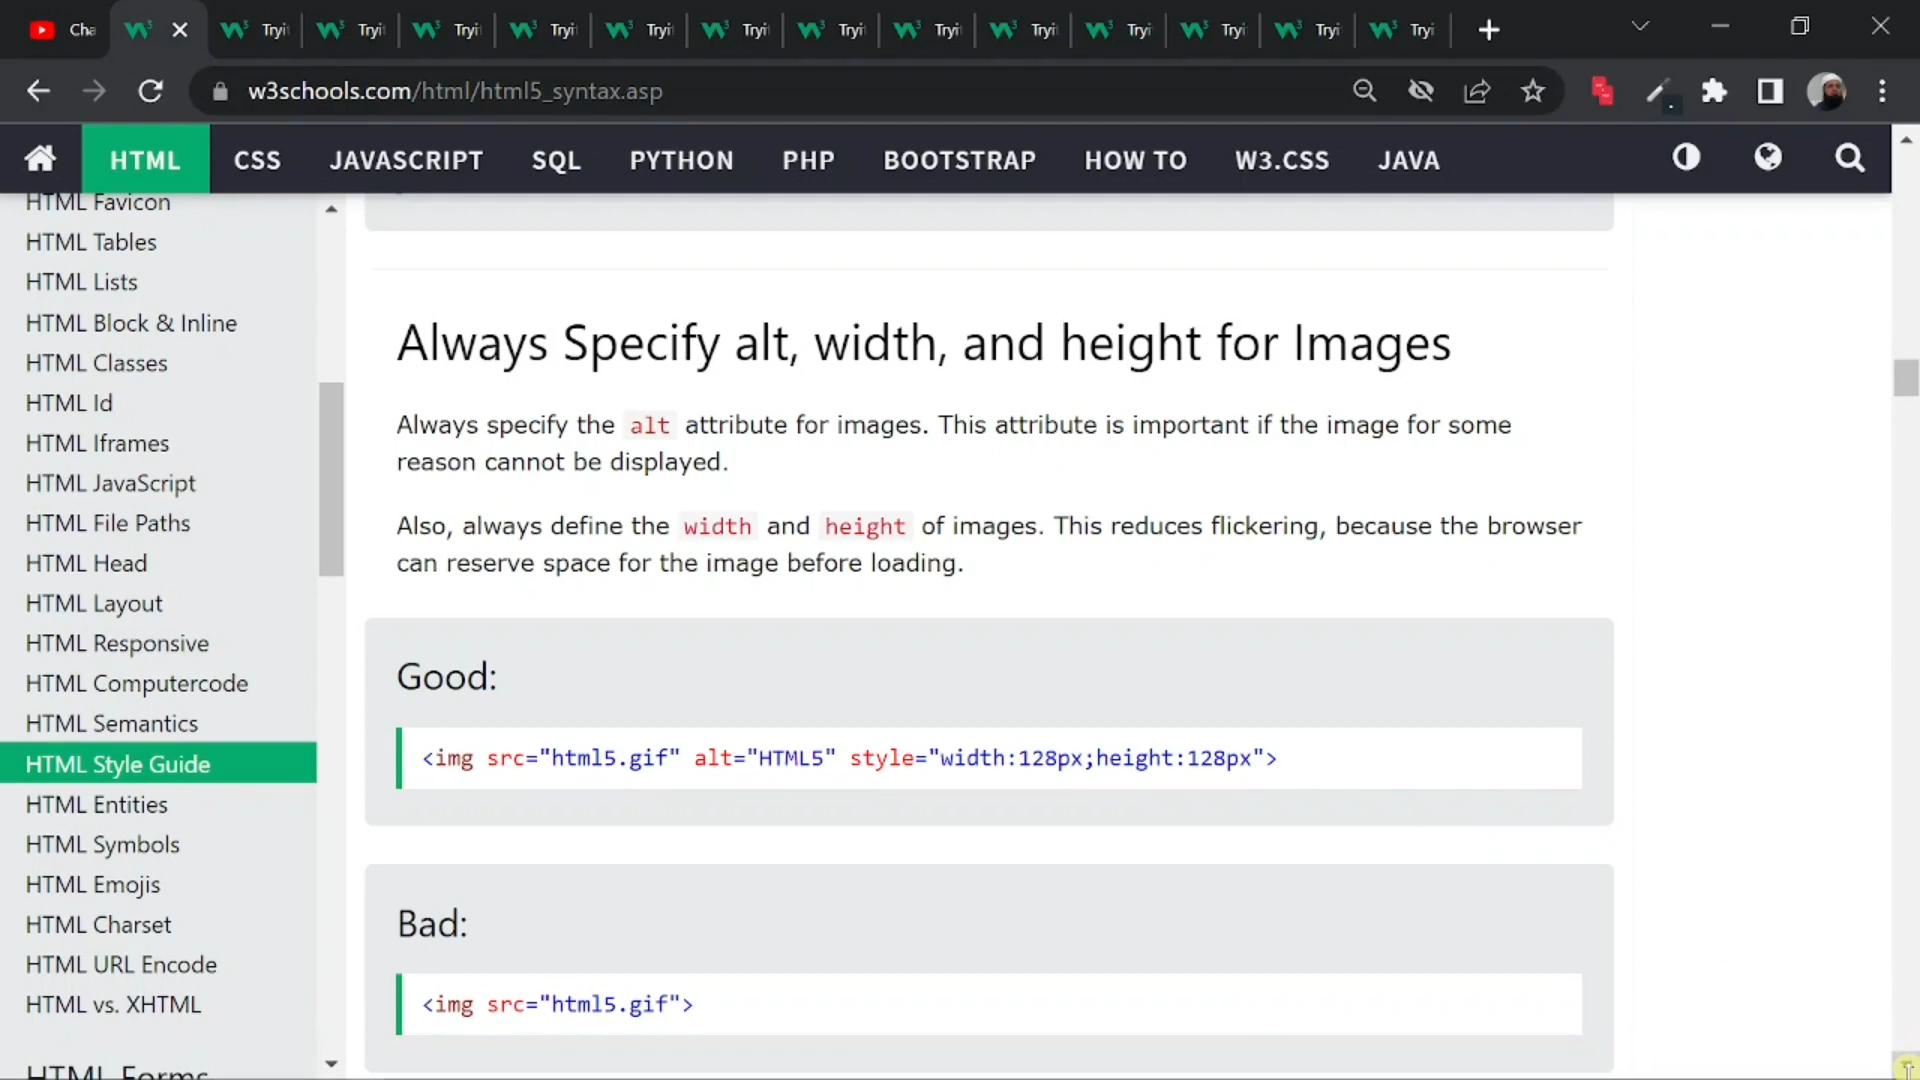 Cha
Tryi
Tryi
Tryi
Tryi
Tryi
Tryi
Tryi
Tryi
Tryi
Tryi
Tryi
Tryi
Tryi
w3schools.com/html/html5_syntax.asp
HTML
CSS
JAVASCRIPT
SQL
PYTHON
PHP
BOOTSTRAP
HOW TO
W3.CSS
JAVA
HTML Favicon
HTML Tables
HTML Lists
HTML Block & Inline
HTML Classes
HTML Id
HTML Iframes
HTML JavaScript
HTML File Paths
HTML Head
HTML Layout
HTML Responsive
HTML Computercode
HTML Semantics
HTML Style Guide
HTML Entities
HTML Symbols
HTML Emojis
HTML Charset
HTML URL Encode
HTML vs. XHTML
HTML Forms
Always Specify alt, width, and height for Images
Always specify the alt attribute for images. This attribute is important if the image for some
reason cannot be displayed.
Also, always define the width and height of images. This reduces flickering, because the browser
can reserve space for the image before loading.
Good:
<img src="html5.gif" alt="HTML5" style="width:128px;height:128px">
Bad:
<img src="html5.gif">